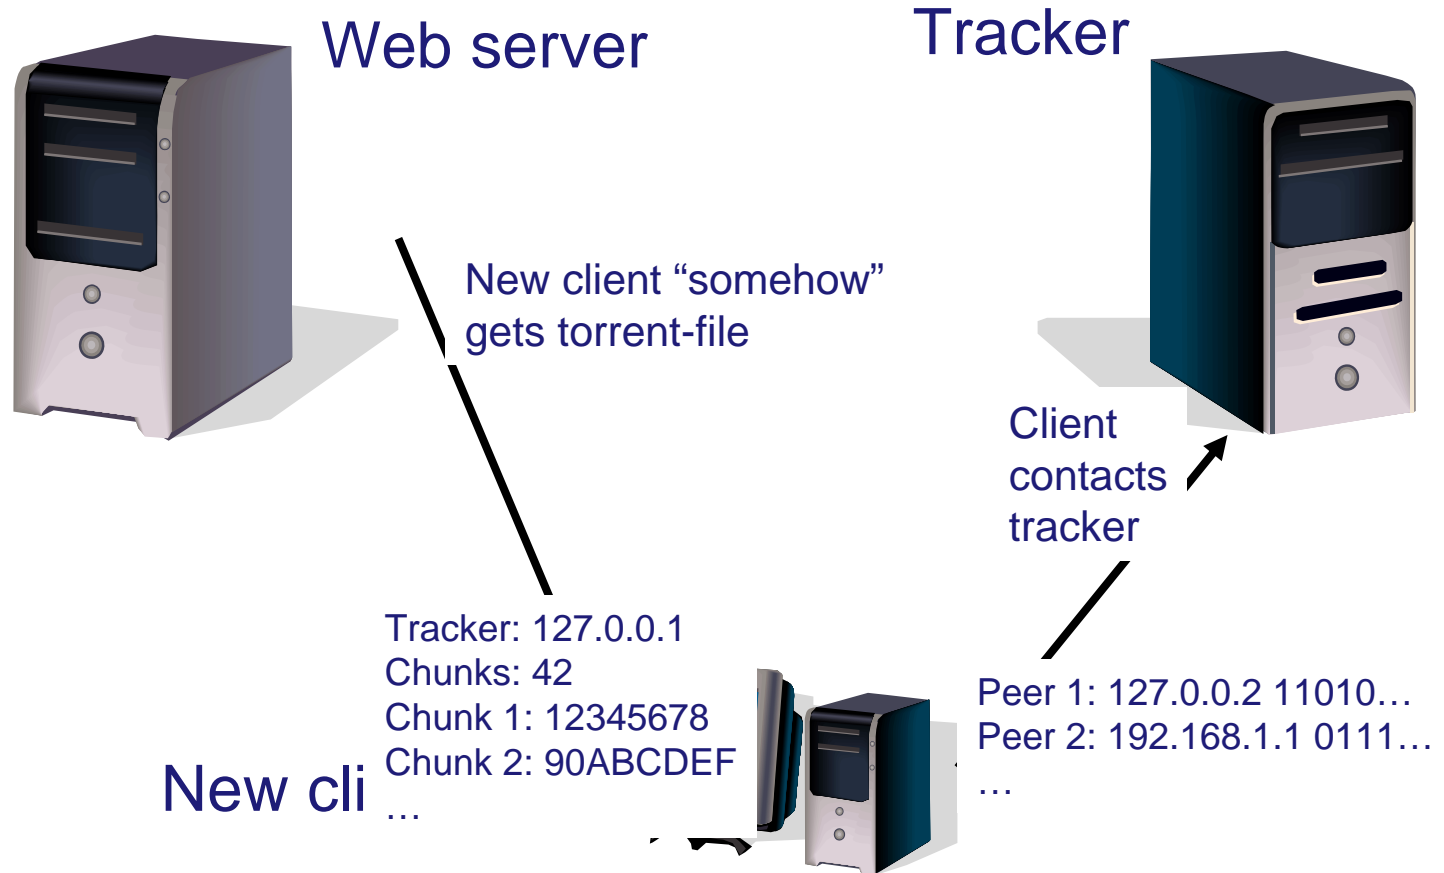 Web server
Tracker
New client “somehow”
gets torrent-file
Client
contacts
tracker
Tracker: 127.0.0.1
Chunks: 42
Chunk 1: 12345678
Chunk 2: 90ABCDEF
…
Peer 1: 127.0.0.2 11010…
Peer 2: 192.168.1.1 0111…
…
New cli